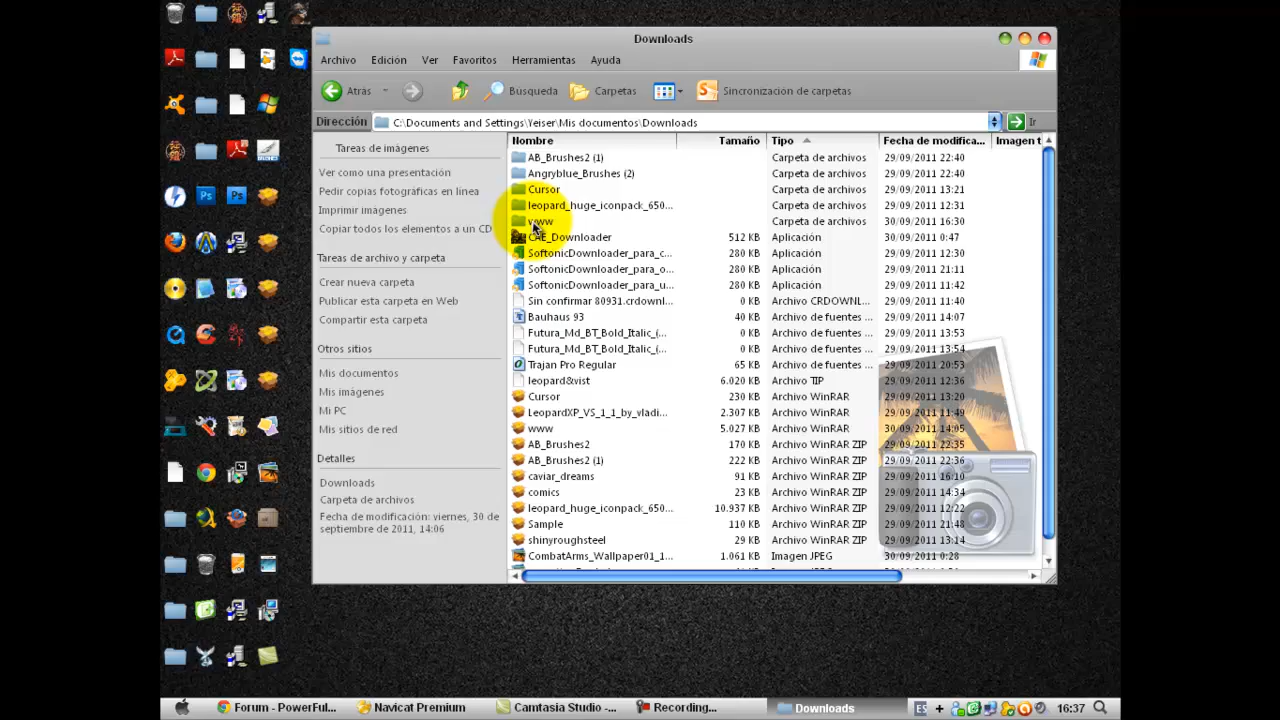 Downloads
Archivo Edición Ver Favoritos Herramientas Ayuda
Atrás Búsqueda Carpetas Sincronización de carpetas
Dirección C:\Documents and Settings\Yeiser\Mis documentos\Downloads Ir
Tareas de imágenes
Ver como una presentación
Pedir copias fotográficas en línea
Imprimir imágenes
Copiar todos los elementos a un CD
Tareas de archivo y carpeta
Crear nueva carpeta
Publicar esta carpeta en Web
Compartir esta carpeta
Otros sitios
Mis documentos
Mis imágenes
Mi PC
Mis sitios de red
Detalles
Downloads
Carpeta de archivos
Fecha de modificación: viernes, 30 de
septiembre de 2011, 14:06
Nombre Tamaño Tipo Fecha de modifica... Imagen t
AB_Brushes2 (1) Carpeta de archivos 29/09/2011 22:40
Angryblue_Brushes (2) Carpeta de archivos 29/09/2011 22:40
Cursor Carpeta de archivos 29/09/2011 13:21
leopard_huge_iconpack_650... Carpeta de archivos 29/09/2011 12:31
www Carpeta de archivos 30/09/2011 16:30
CAE_Downloader 512 KB Aplicación 30/09/2011 0:47
SoftonicDownloader_para_c... 280 KB Aplicación 29/09/2011 12:30
SoftonicDownloader_para_o... 280 KB Aplicación 29/09/2011 21:11
SoftonicDownloader_para_u... 280 KB Aplicación 29/09/2011 11:42
Sin confirmar 80931.crdownl... 0 KB Archivo CRDOWNL... 29/09/2011 11:40
Bauhaus 93 40 KB Archivo de fuentes ... 29/09/2011 14:07
Futura_Md_BT_Bold_Italic_(... 0 KB Archivo de fuentes ... 29/09/2011 13:53
Futura_Md_BT_Bold_Italic_(... 0 KB Archivo de fuentes ... 29/09/2011 13:54
Trajan Pro Regular 65 KB Archivo de fuentes ... 29/09/2011 20:53
leopard&vist 6.020 KB Archivo TIP 29/09/2011 12:36
Cursor 230 KB Archivo WinRAR 29/09/2011 13:20
LeopardXP_VS_1_1_by_vladi... 2.307 KB Archivo WinRAR 29/09/2011 11:49
www 5.027 KB Archivo WinRAR 30/09/2011 14:05
AB_Brushes2 170 KB Archivo WinRAR ZIP 29/09/2011 22:35
AB_Brushes2 (1) 222 KB Archivo WinRAR ZIP 29/09/2011 22:36
caviar_dreams 91 KB Archivo WinRAR ZIP 29/09/2011 16:10
comics 23 KB Archivo WinRAR ZIP 29/09/2011 14:34
leopard_huge_iconpack_650... 10.937 KB Archivo WinRAR ZIP 29/09/2011 12:22
Sample 110 KB Archivo WinRAR ZIP 29/09/2011 21:48
shinyroughsteel 29 KB Archivo WinRAR ZIP 29/09/2011 13:14
CombatArms_Wallpaper01_1... 1.061 KB Imagen JPEG 30/09/2011 0:28
Forum - PowerFul... Navicat Premium Camtasia Studio -... Recording... Downloads ES 16:37